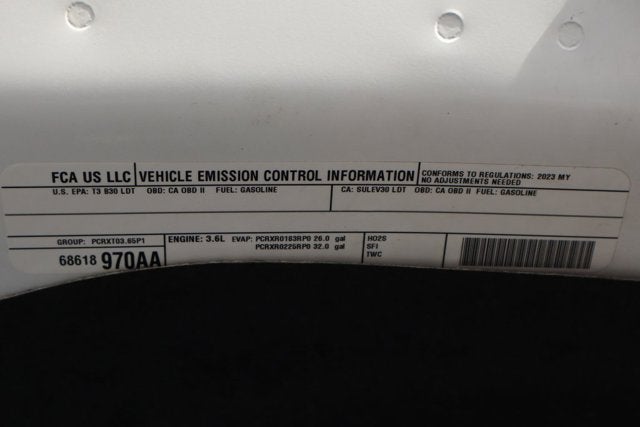 FCA US LLC VEHICLE EMISSION CONTROL INFORMATION CONFORMS TO REGULATIONS: 2023 MY
NO ADJUSTMENTS NEEDED
U.S. EPA: T3 B30 LDT OBD: CA OBD II FUEL: GASOLINE CA: SULEV30 LDT OBD: CA OBD II FUEL: GASOLINE
GROUP: PCRXT03.65P1 ENGINE: 3.6L EVAP: PCRXR0163RP0 26.0 gal HO2S
PCRXR0225RP0 32.0 gal SFI
68618 970AA TWC